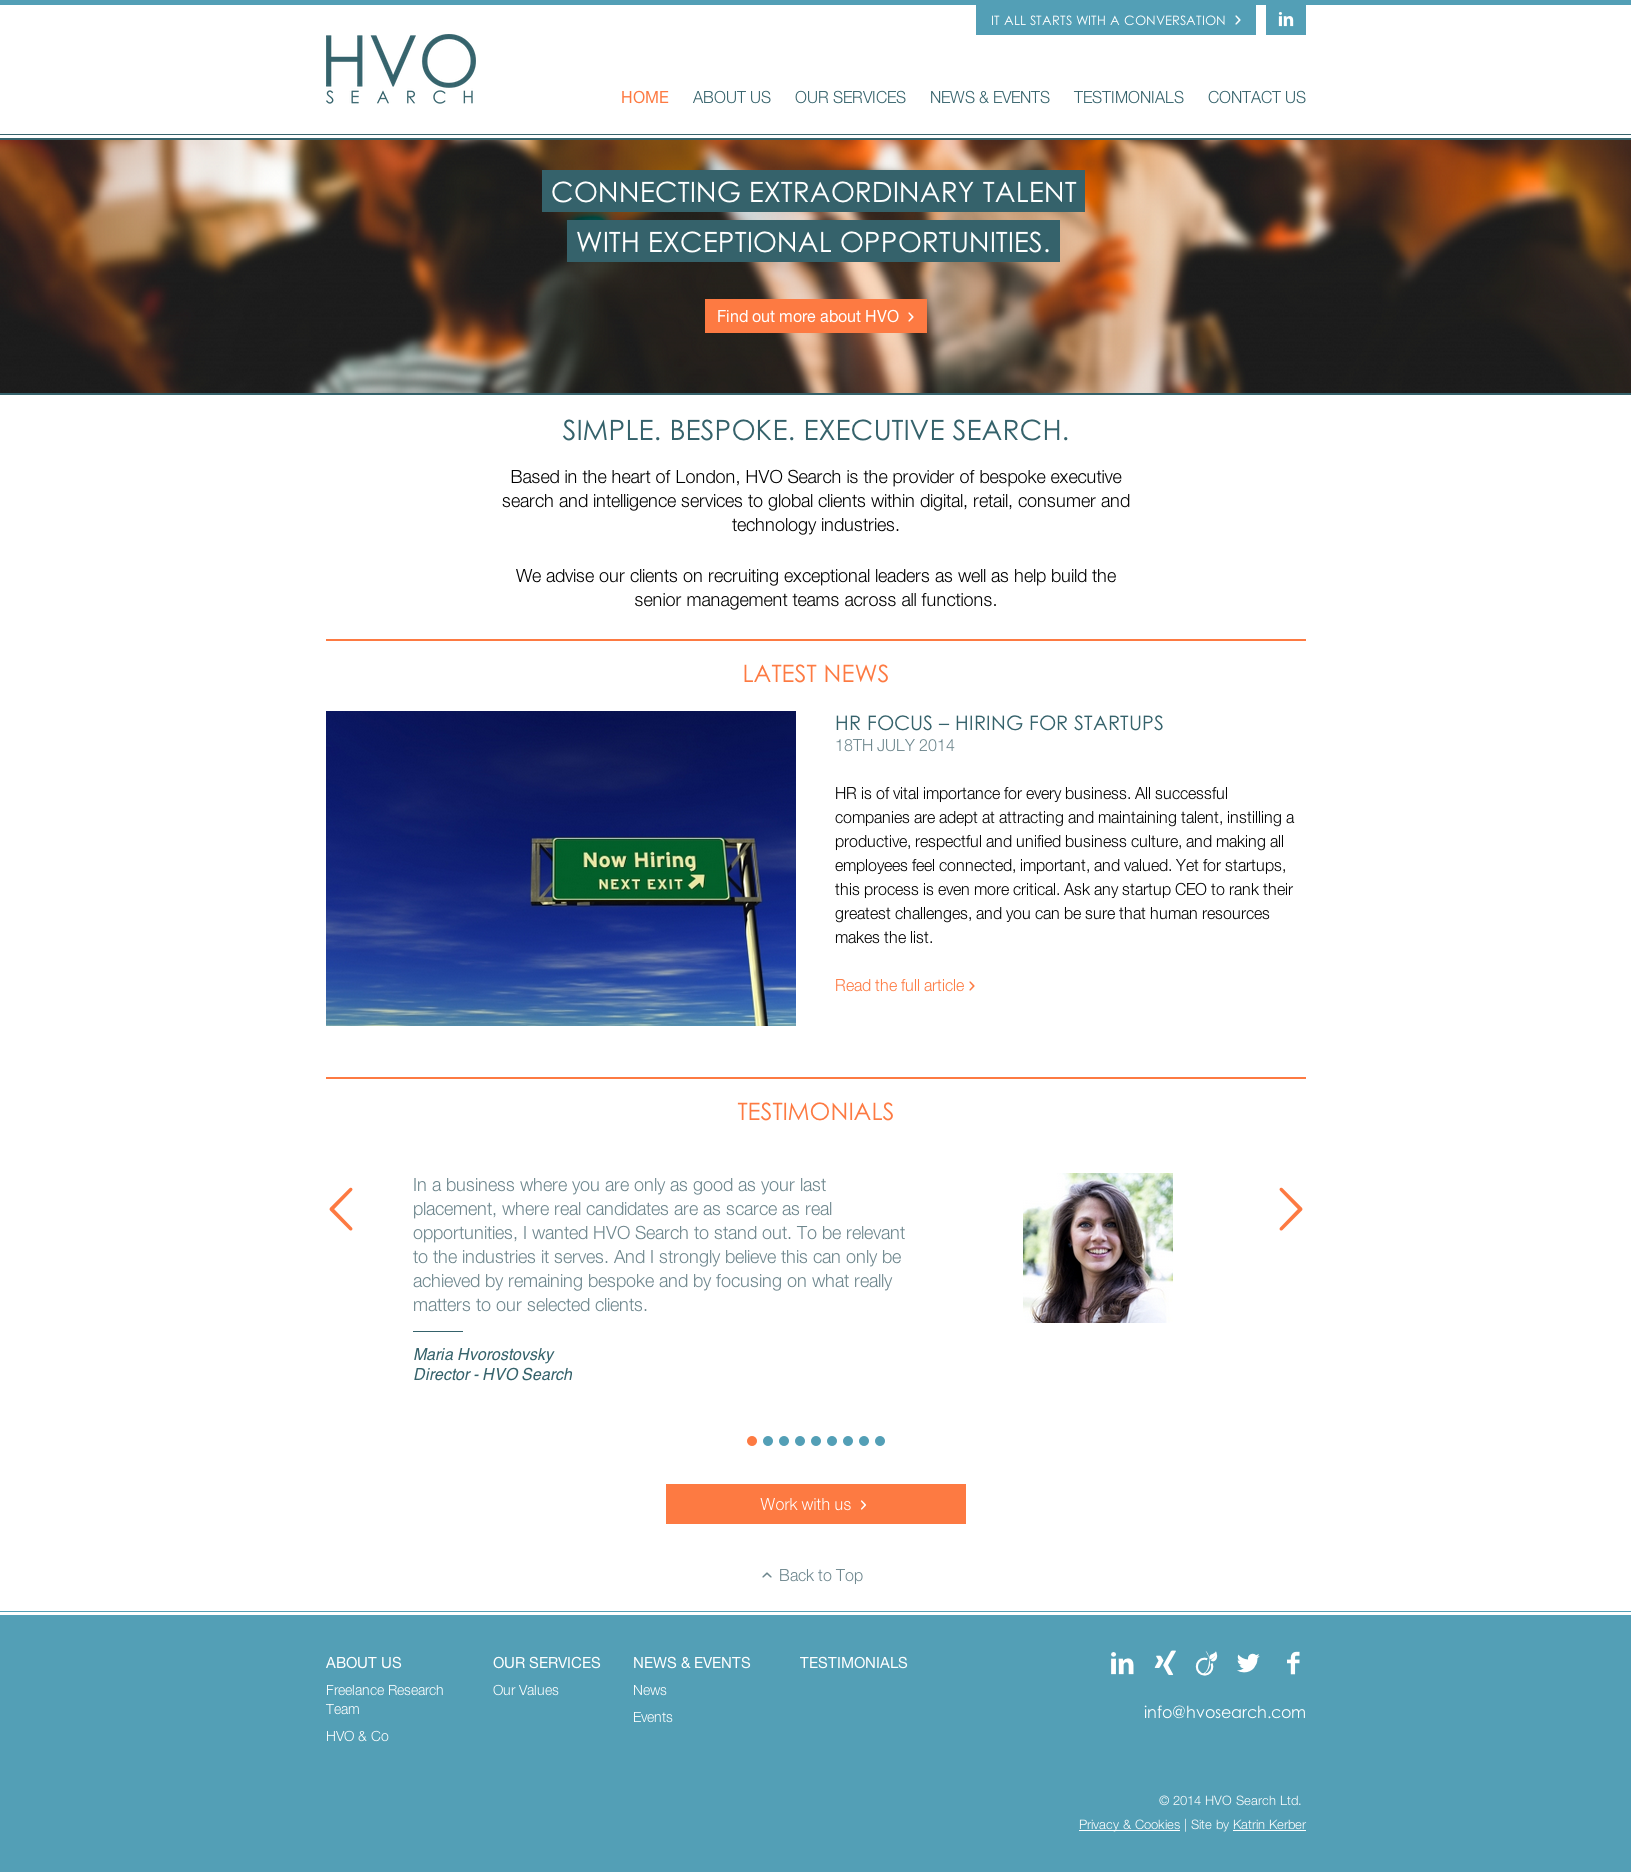 IT ALL STARTS WITH A CONVERSATION
in
HVO
SEARCH
HOME ABOUT US OUR SERVICES NEWS & EVENTS TESTIMONIALS CONTACT US
CONNECTING EXTRAORDINARY TALENT
WITH EXCEPTIONAL OPPORTUNITIES.
Find out more about HVO
SIMPLE. BESPOKE. EXECUTIVE SEARCH.
Based in the heart of London, HVO Search is the provider of bespoke executive
search and intelligence services to global clients within digital, retail, consumer and
technology industries.
We advise our clients on recruiting exceptional leaders as well as help build the
senior management teams across all functions.
LATEST NEWS
Now Hiring
NEXT EXIT
HR FOCUS – HIRING FOR STARTUPS
18TH JULY 2014
HR is of vital importance for every business. All successful
companies are adept at attracting and maintaining talent, instilling a
productive, respectful and unified business culture, and making all
employees feel connected, important, and valued. Yet for startups,
this process is even more critical. Ask any startup CEO to rank their
greatest challenges, and you can be sure that human resources
makes the list.
Read the full article
TESTIMONIALS
In a business where you are only as good as your last
placement, where real candidates are as scarce as real
opportunities, I wanted HVO Search to stand out. To be relevant
to the industries it serves. And I strongly believe this can only be
achieved by remaining bespoke and by focusing on what really
matters to our selected clients.
Maria Hvorostovsky
Director - HVO Search
Work with us
Back to Top
ABOUT US
Freelance Research
Team
HVO & Co
OUR SERVICES
Our Values
NEWS & EVENTS
News
Events
TESTIMONIALS
in
info@hvosearch.com
© 2014 HVO Search Ltd.
Privacy & Cookies | Site by Katrin Kerber